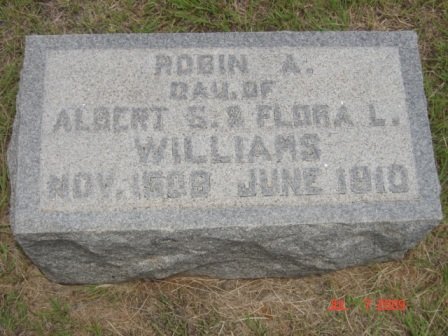 ROBIN A.
DAU. OF
ALBERT S. & FLORA L.
WILLIAMS
NOV. 1908 JUNE 1910